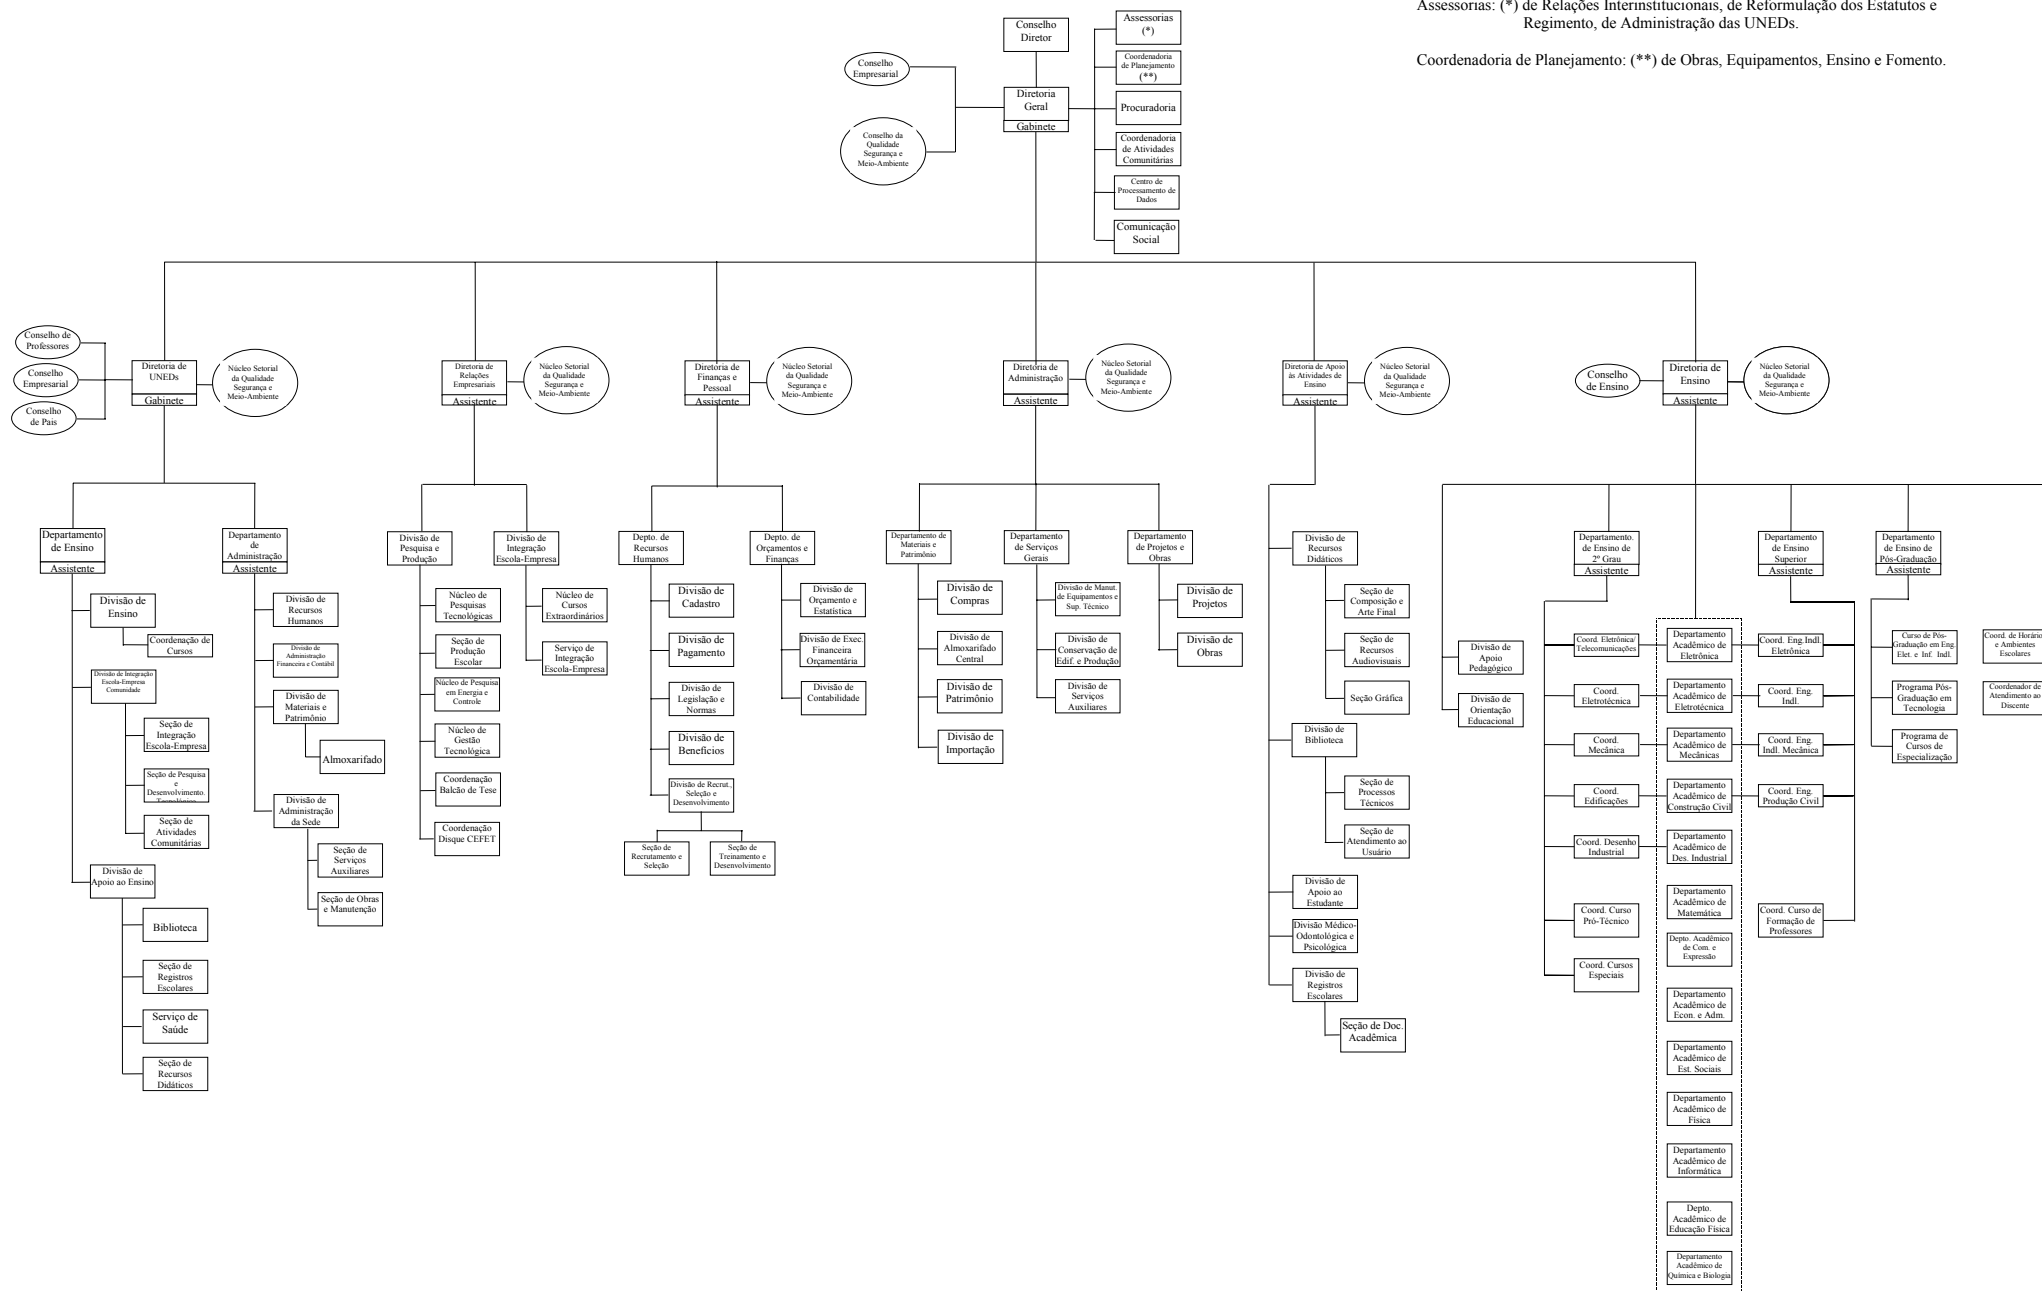 Assessorias: (*) de Relações Interinstitucionais, de Reformulação dos Estatutos e
Regimento, de Administração das UNEDs.
Coordenadoria de Planejamento: (**) de Obras, Equipamentos, Ensino e Fomento.
Conselho
Diretor
Assessorias
(*)
Conselho
Empresarial
Coordenadoria
de Planejamento
(**)
Diretoria
Geral
Gabinete
Procuradoria
Conselho da
Qualidade
Segurança e
Meio-Ambiente
Coordenadoria
de Atividades
Comunitárias
Centro de
Processamento de
Dados
Comunicação
Social
Conselho de
Professores
Conselho
Empresarial
Conselho
de Pais
Diretoria de
UNEDs
Gabinete
Núcleo Setorial
da Qualidade
Segurança e
Meio-Ambiente
Diretoria de
Relações
Empresariais
Assistente
Núcleo Setorial
da Qualidade
Segurança e
Meio-Ambiente
Diretoria de
Finanças e
Pessoal
Assistente
Núcleo Setorial
da Qualidade
Segurança e
Meio-Ambiente
Diretoria de
Administração
Assistente
Núcleo Setorial
da Qualidade
Segurança e
Meio-Ambiente
Diretoria de Apoio
às Atividades de
Ensino
Assistente
Núcleo Setorial
da Qualidade
Segurança e
Meio-Ambiente
Conselho
de Ensino
Diretoria de
Ensino
Assistente
Núcleo Setorial
da Qualidade
Segurança e
Meio-Ambiente
Departamento
de Ensino
Assistente
Divisão de
Ensino
Coordenação de
Cursos
Divisão de Integração
Escola-Empresa
Comunidade
Seção de
Integração
Escola-Empresa
Seção de Pesquisa
e
Desenvolvimento.
Tecnológico
Seção de
Atividades
Comunitárias
Divisão de
Apoio ao Ensino
Biblioteca
Seção de
Registros
Escolares
Serviço de
Saúde
Seção de
Recursos
Didáticos
Departamento
de
Administração
Assistente
Divisão de
Recursos
Humanos
Divisão de
Administração
Financeira e Contábil
Divisão de
Materiais e
Patrimônio
Almoxarifado
Divisão de
Administração
da Sede
Seção de
Serviços
Auxiliares
Seção de Obras
e Manutenção
Divisão de
Pesquisa e
Produção
Núcleo de
Pesquisas
Tecnológicas
Seção de
Produção
Escolar
Núcleo de Pesquisa
em Energia e
Controle
Núcleo de
Gestão
Tecnológica
Coordenação
Balcão de Tese
Coordenação
Disque CEFET
Divisão de
Integração
Escola-Empresa
Núcleo de
Cursos
Extraordinários
Serviço de
Integração
Escola-Empresa
Depto. de
Recursos
Humanos
Divisão de
Cadastro
Divisão de
Pagamento
Divisão de
Legislação e
Normas
Divisão de
Benefícios
Divisão de Recrut.,
Seleção e
Desenvolvimento
Seção de
Recrutamento e
Seleção
Seção de
Treinamento e
Desenvolvimento
Depto. de
Orçamentos e
Finanças
Divisão de
Orçamento e
Estatística
Divisão de Exec.
Financeira
Orçamentária
Divisão de
Contabilidade
Departamento de
Materiais e
Patrimônio
Divisão de
Compras
Divisão de
Almoxarifado
Central
Divisão de
Patrimônio
Divisão de
Importação
Departamento
de Serviços
Gerais
Divisão de Manut.
de Equipamentos e
Sup. Técnico
Divisão de
Conservação de
Edif. e Produção
Divisão de
Serviços
Auxiliares
Departamento
de Projetos e
Obras
Divisão de
Projetos
Divisão de
Obras
Divisão de
Recursos
Didáticos
Seção de
Composição e
Arte Final
Seção de
Recursos
Audiovisuais
Seção Gráfica
Divisão de
Biblioteca
Seção de
Processos
Técnicos
Seção de
Atendimento ao
Usuário
Divisão de
Apoio ao
Estudante
Divisão Médico-
Odontológica e
Psicológica
Divisão de
Registros
Escolares
Seção de Doc.
Acadêmica
Divisão de
Apoio
Pedagógico
Divisão de
Orientação
Educacional
Departamento.
de Ensino de
2º Grau
Assistente
Coord. Eletrônica/
Telecomunicações
Coord.
Eletrotécnica
Coord.
Mecânica
Coord.
Edificações
Coord. Desenho
Industrial
Coord. Curso
Pró-Técnico
Coord. Cursos
Especiais
Departamento
Acadêmico de
Eletrônica
Departamento
Acadêmico de
Eletrotécnica
Departamento
Acadêmico de
Mecânicas
Departamento
Acadêmico de
Construção Civil
Departamento
Acadêmico de
Des. Industrial
Departamento
Acadêmico de
Matemática
Depto. Acadêmico
de Com. e
Expressão
Departamento
Acadêmico de
Econ. e Adm.
Departamento
Acadêmico de
Est. Sociais
Departamento
Acadêmico de
Física
Departamento
Acadêmico de
Informática
Depto.
Acadêmico de
Educação Física
Departamento
Acadêmico de
Química e Biologia
Departamento
de Ensino
Superior
Assistente
Coord. Eng.Indl.
Eletrônica
Coord. Eng.
Indl.
Coord. Eng.
Indl. Mecânica
Coord. Eng.
Produção Civil
Coord. Curso de
Formação de
Professores
Departamento
de Ensino de
Pós-Graduação
Assistente
Curso de Pós-
Graduação em Eng.
Elet. e Inf. Indl.
Programa Pós-
Graduação em
Tecnologia
Programa de
Cursos de
Especialização
Coord. de Horário
e Ambientes
Escolares
Coordenador de
Atendimento ao
Discente